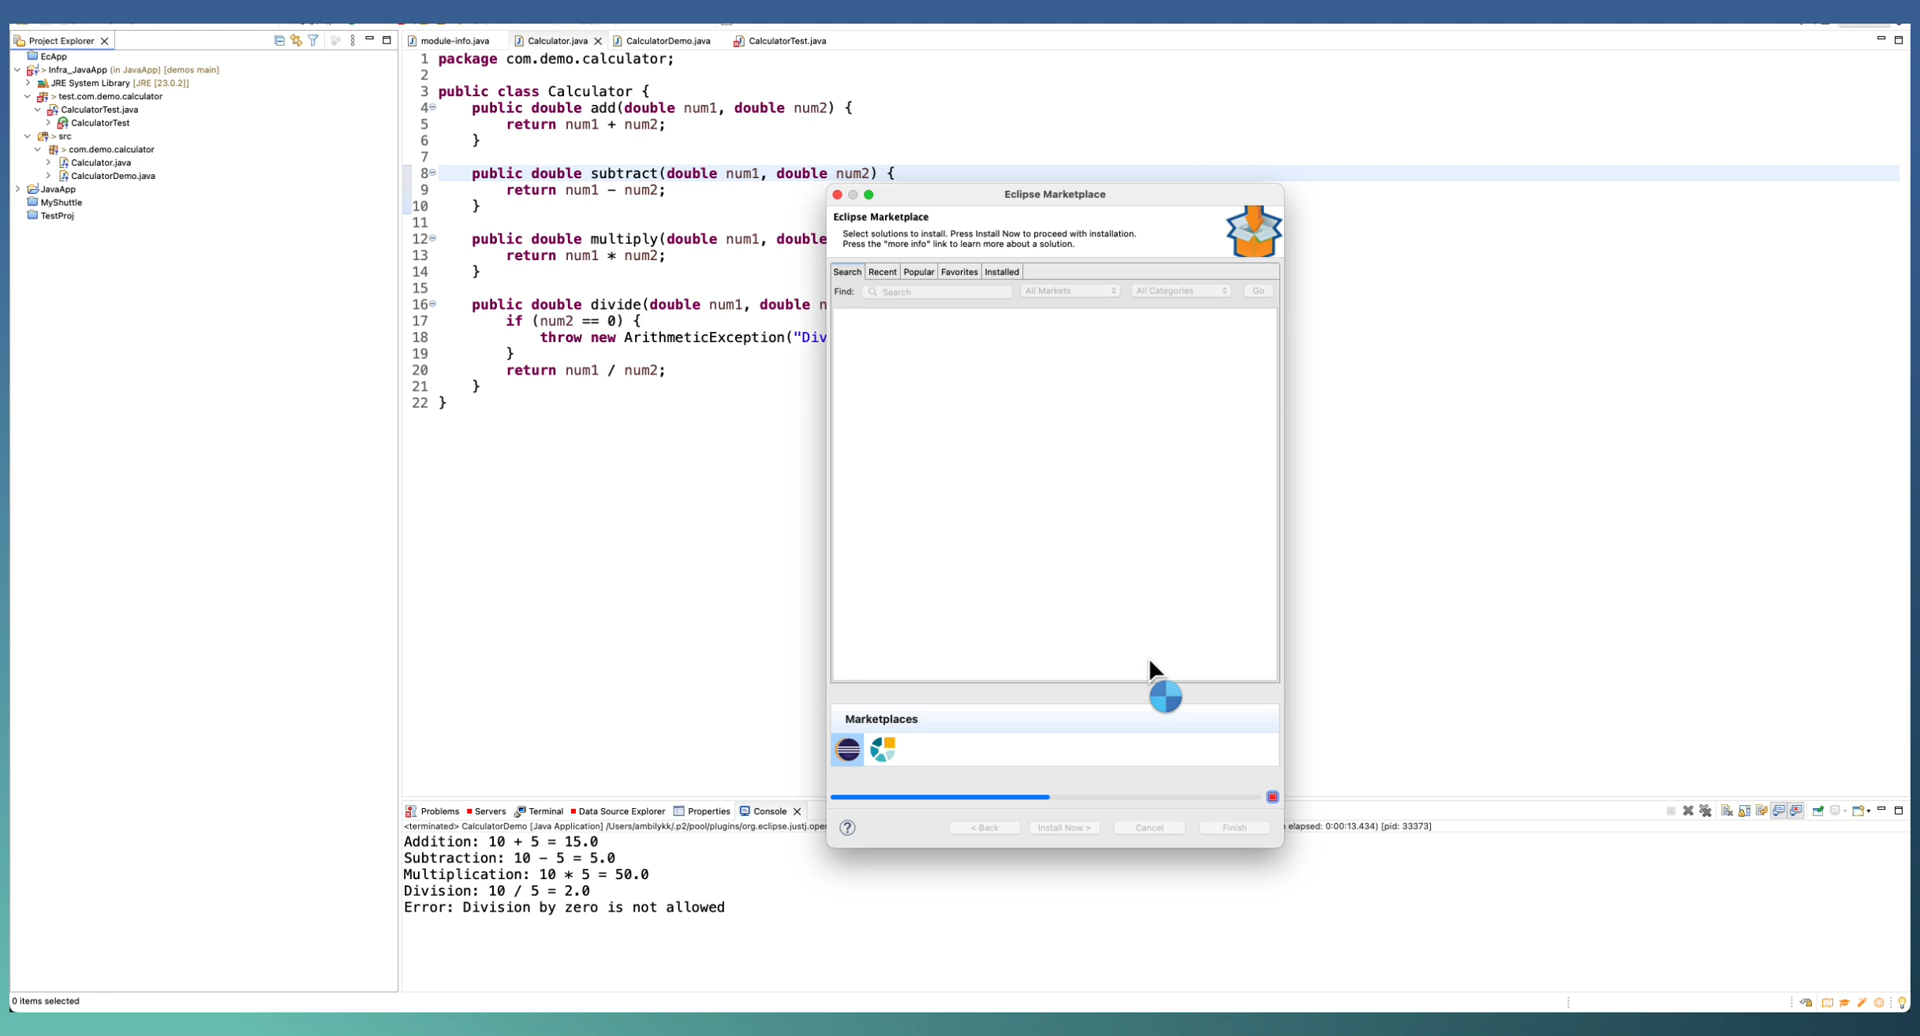 Project Explorer
EcApp
> Infra_JavaApp (in JavaApp) [demos main]
JRE System Library [JRE [23.0.2]]
> test.com.demo.calculator
CalculatorTest.java
CalculatorTest
> src
> com.demo.calculator
Calculator.java
CalculatorDemo.java
JavaApp
MyShuttle
TestProj
module-info.java
Calculator.java
CalculatorDemo.java
CalculatorTest.java
1 package com.demo.calculator;
2
3 public class Calculator {
4 public double add(double num1, double num2) {
5 return num1 + num2;
6 }
7
8 public double subtract(double num1, double num2) {
9 return num1 - num2;
10 }
11
12 public double multiply(double num1, double
13 return num1 * num2;
14 }
15
16 public double divide(double num1, double n
17 if (num2 == 0) {
18 throw new ArithmeticException("Div
19 }
20 return num1 / num2;
21 }
22 }
Eclipse Marketplace
Eclipse Marketplace
Select solutions to install. Press Install Now to proceed with installation.
Press the "more info" link to learn more about a solution.
Search Recent Popular Favorites Installed
Find: Search All Markets All Categories Go
Marketplaces
? < Back Install Now > Cancel Finish
Problems Servers Terminal Data Source Explorer Properties Console
<terminated> CalculatorDemo [Java Application] /Users/ambilykk/.p2/pool/plugins/org.eclipse.justj.oper elapsed: 0:00:13.434) [pid: 33373]
Addition: 10 + 5 = 15.0
Subtraction: 10 - 5 = 5.0
Multiplication: 10 * 5 = 50.0
Division: 10 / 5 = 2.0
Error: Division by zero is not allowed
0 items selected